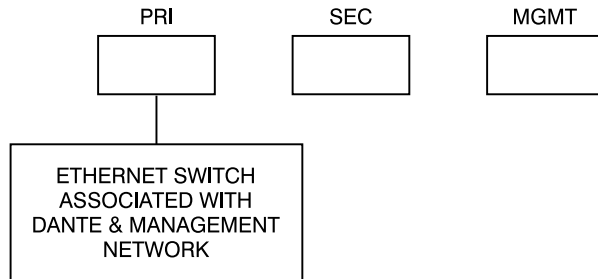 PRI SEC MGMT
ETHERNET SWITCH
ASSOCIATED WITH
DANTE & MANAGEMENT
NETWORK